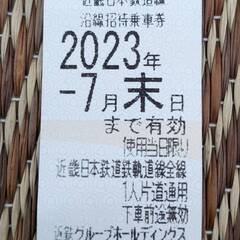 近畿日本鉄道線
沿線招待乗車券
2023年
-7月末日
まで有効
使用当日限り
近畿日本鉄道鉄軌道線全線
1人片道通用
下車前途無効
近鉄グループホールディングス